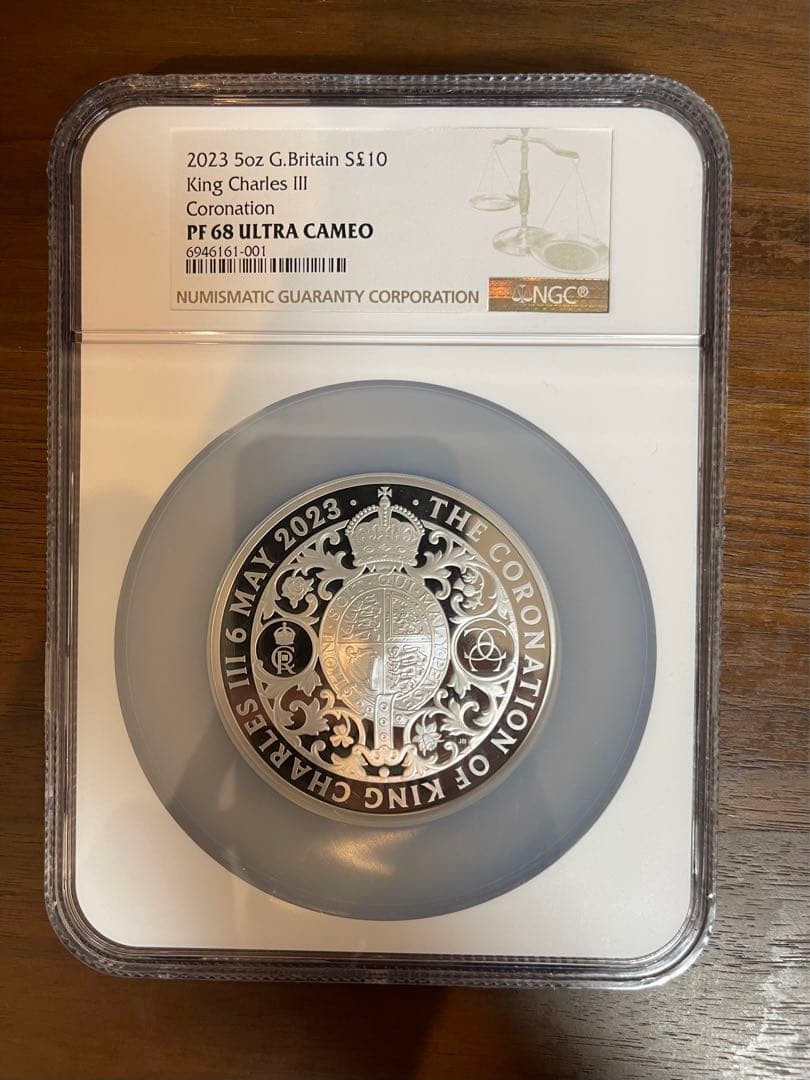 2023 5oz G.Britain S£10
King Charles III
Coronation
PF 68 ULTRA CAMEO
6946161-001
NUMISMATIC GUARANTY CORPORATION
NGC®
· THE CORONATION OF KING CHARLES III 6 MAY 2023 ·